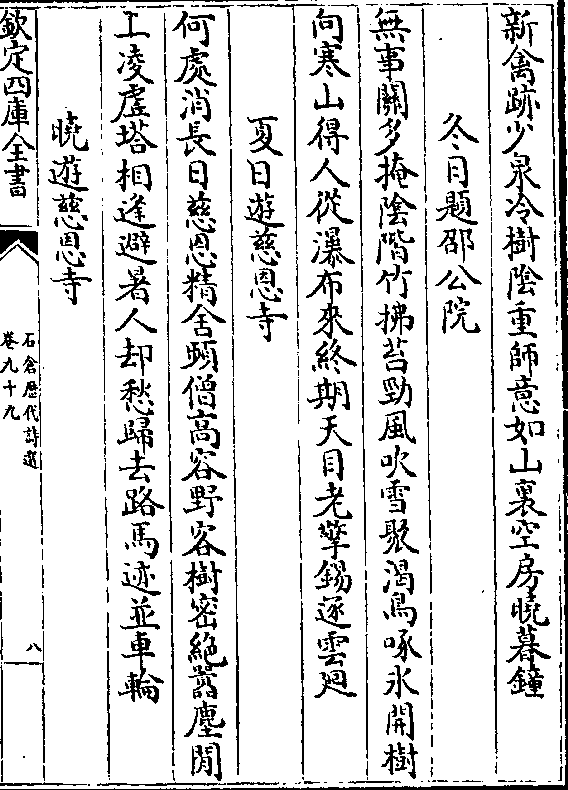 新禽跡少泉冷樹陰重師意如山裏空房曉暮鐘
冬日題邵公院
無事關多掩陰階竹拂苔勁風吹雪聚渴鳥啄氷開樹
向寒山得人從瀑布來終期天目老擎錫逐雲廻
夏日遊慈恩寺
何處消長日慈恩精舍頻僧高容野客樹密絶囂塵閒
上凌虛塔相逢避暑人却愁歸去路馬迹並車輪
曉遊慈恩寺
欽定四庫全書
石倉歷代詩選
卷九十九
八